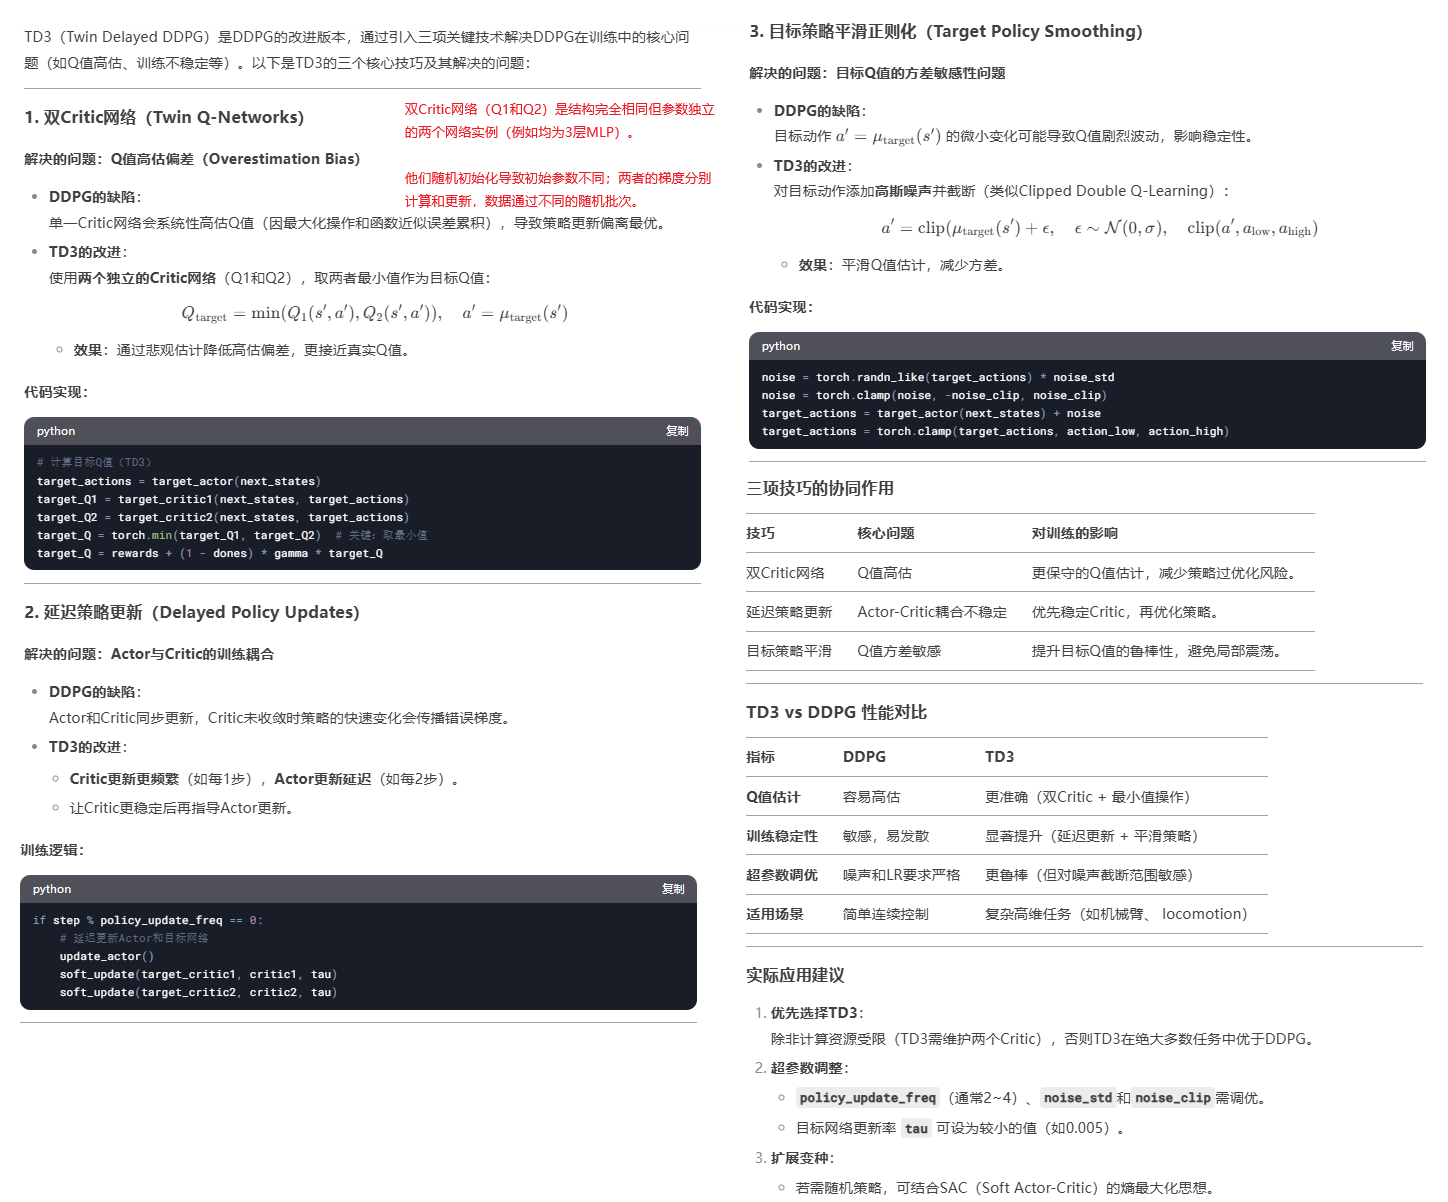 TD3（Twin Delayed DDPG）是DDPG的改进版本，通过引入三项关键技术解决DDPG在训练中的核心问
题（如Q值高估、训练不稳定等）。以下是TD3的三个核心技巧及其解决的问题：
1. 双Critic网络（Twin Q-Networks）
双Critic网络（Q1和Q2）是结构完全相同但参数独立
的两个网络实例（例如均为3层MLP）。
解决的问题：Q值高估偏差（Overestimation Bias）
他们随机初始化导致初始参数不同；两者的梯度分别
计算和更新，数据通过不同的随机批次。
DDPG的缺陷：
单一Critic网络会系统性高估Q值（因最大化操作和函数近似误差累积），导致策略更新偏离最优。
TD3的改进：
使用两个独立的Critic网络（Q1和Q2），取两者最小值作为目标Q值：
Q_target = min(Q_1(s′, a′), Q_2(s′, a′)), a′ = μ_target(s′)
效果：通过悲观估计降低高估偏差，更接近真实Q值。
代码实现：
python 复制
# 计算目标Q值（TD3）
target_actions = target_actor(next_states)
target_Q1 = target_critic1(next_states, target_actions)
target_Q2 = target_critic2(next_states, target_actions)
target_Q = torch.min(target_Q1, target_Q2)  # 关键：取最小值
target_Q = rewards + (1 - dones) * gamma * target_Q
2. 延迟策略更新（Delayed Policy Updates）
解决的问题：Actor与Critic的训练耦合
DDPG的缺陷：
Actor和Critic同步更新，Critic未收敛时策略的快速变化会传播错误梯度。
TD3的改进：
Critic更新更频繁（如每1步），Actor更新延迟（如每2步）。
让Critic更稳定后再指导Actor更新。
训练逻辑：
python 复制
if step % policy_update_freq == 0:
# 延迟更新Actor和目标网络
update_actor()
soft_update(target_critic1, critic1, tau)
soft_update(target_critic2, critic2, tau)
3. 目标策略平滑正则化（Target Policy Smoothing）
解决的问题：目标Q值的方差敏感性问题
DDPG的缺陷：
目标动作 a′ = μ_target(s′) 的微小变化可能导致Q值剧烈波动，影响稳定性。
TD3的改进：
对目标动作添加高斯噪声并截断（类似Clipped Double Q-Learning）：
a′ = clip(μ_target(s′) + ϵ, ϵ ∼ N(0, σ), clip(a′, a_low, a_high)
效果：平滑Q值估计，减少方差。
代码实现：
python 复制
noise = torch.randn_like(target_actions) * noise_std
noise = torch.clamp(noise, -noise_clip, noise_clip)
target_actions = target_actor(next_states) + noise
target_actions = torch.clamp(target_actions, action_low, action_high)
三项技巧的协同作用
技巧 核心问题 对训练的影响
双Critic网络 Q值高估 更保守的Q值估计，减少策略过优化风险。
延迟策略更新 Actor-Critic耦合不稳定 优先稳定Critic，再优化策略。
目标策略平滑 Q值方差敏感 提升目标Q值的鲁棒性，避免局部震荡。
TD3 vs DDPG 性能对比
指标 DDPG TD3
Q值估计 容易高估 更准确（双Critic + 最小值操作）
训练稳定性 敏感，易发散 显著提升（延迟更新 + 平滑策略）
超参数调优 噪声和LR要求严格 更鲁棒（但对噪声截断范围敏感）
适用场景 简单连续控制 复杂高维任务（如机械臂、 locomotion）
实际应用建议
1. 优先选择TD3：
除非计算资源受限（TD3需维护两个Critic），否则TD3在绝大多数任务中优于DDPG。
2. 超参数调整：
policy_update_freq（通常2~4）、noise_std和noise_clip需调优。
目标网络更新率 tau 可设为较小的值（如0.005）。
3. 扩展变种：
若需随机策略，可结合SAC（Soft Actor-Critic）的熵最大化思想。